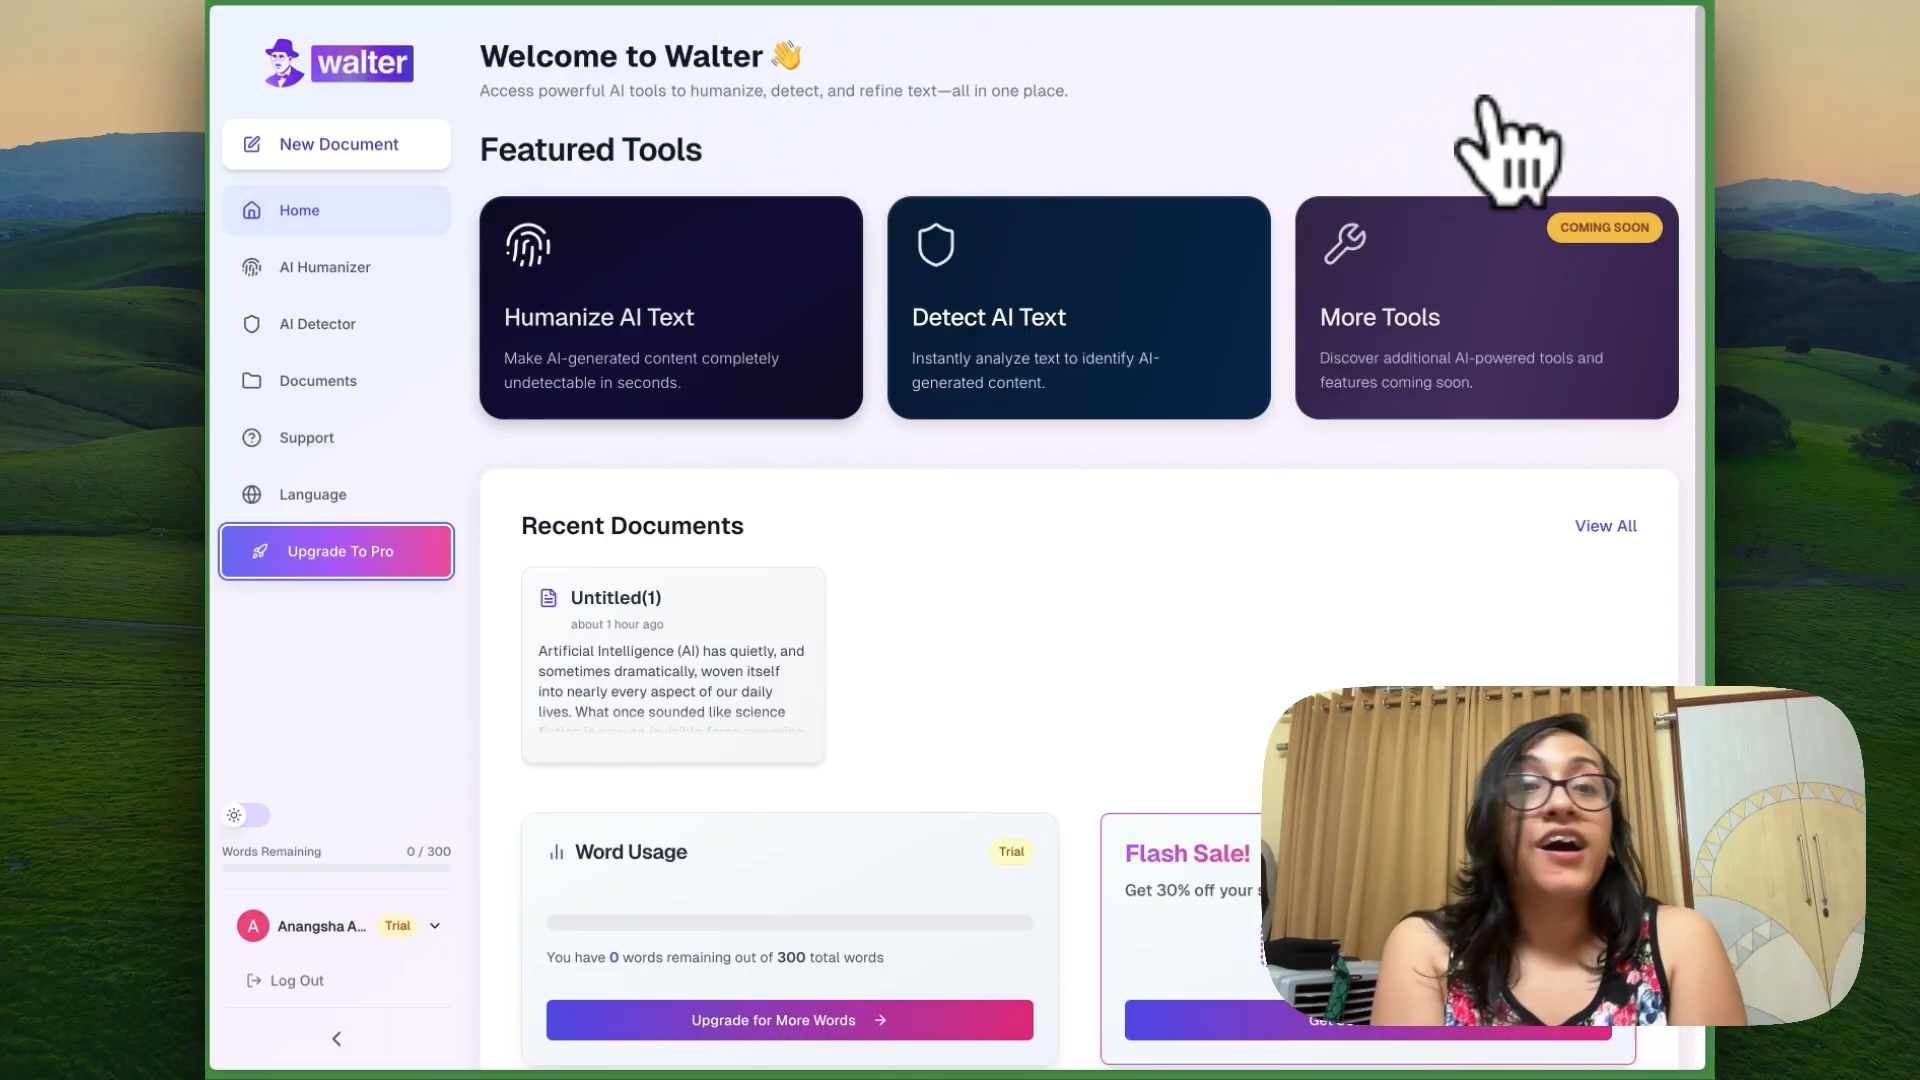 walter
New Document
Home
AI Humanizer
AI Detector
Documents
Support
Language
Upgrade To Pro
Words Remaining 0 / 300
A Anangsha A... Trial
Log Out
Welcome to Walter 👋
Access powerful AI tools to humanize, detect, and refine text—all in one place.
Featured Tools
Humanize AI Text
Make AI-generated content completely
undetectable in seconds.
Detect AI Text
Instantly analyze text to identify AI-
generated content.
COMING SOON
More Tools
Discover additional AI-powered tools and
features coming soon.
Recent Documents
View All
Untitled(1)
about 1 hour ago
Artificial Intelligence (AI) has quietly, and
sometimes dramatically, woven itself
into nearly every aspect of our daily
lives. What once sounded like science
Word Usage
Trial
You have 0 words remaining out of 300 total words
Upgrade for More Words →
Flash Sale!
Get 30% off your